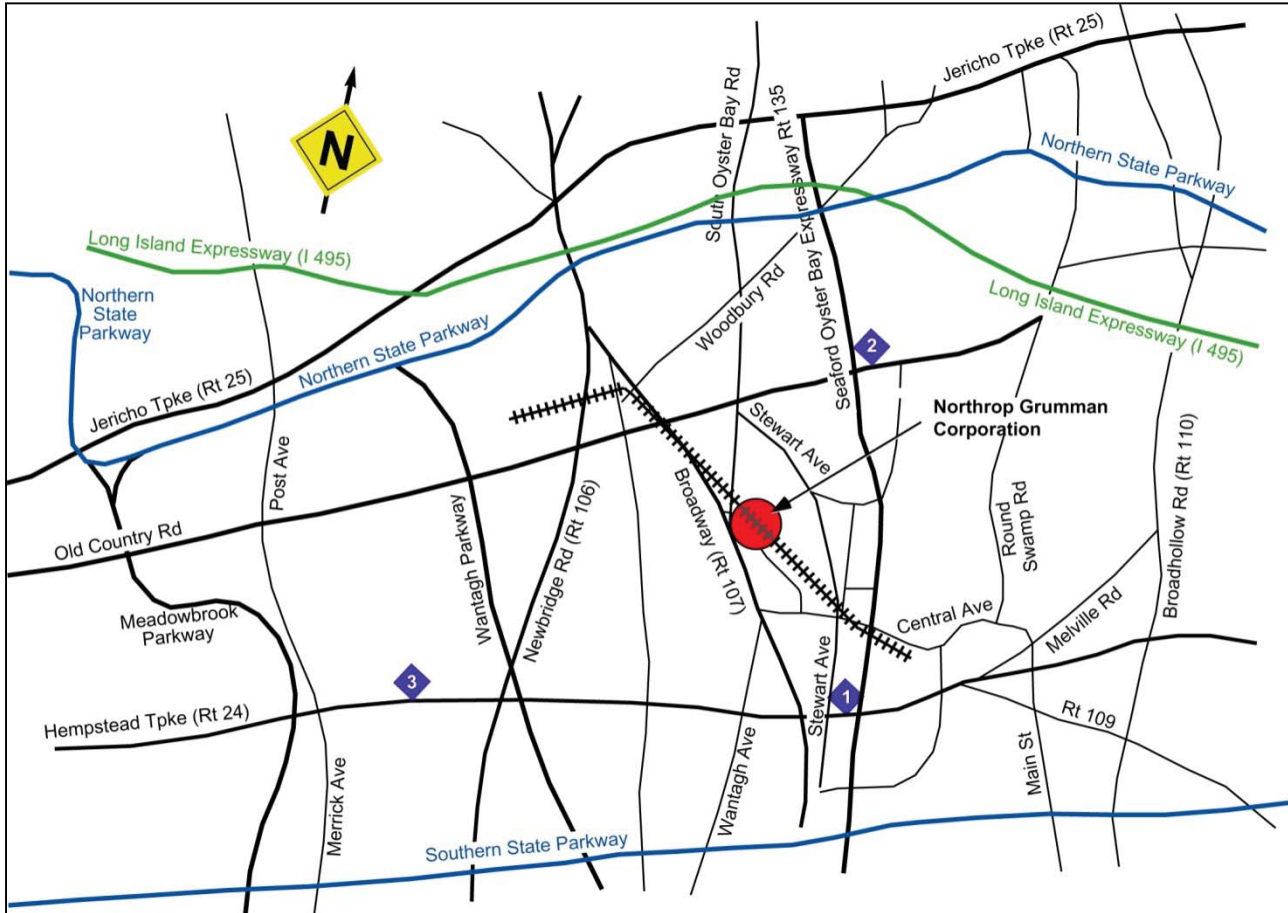 Jericho Tpke (Rt 25)
South Oyster Bay Rd
Seaford Oyster Bay Expressway Rt 135
N
Northern State Parkway
Long Island Expressway (I 495)
Northern
State
Parkway
Woodbury Rd
Long Island Expressway (I 495)
Northern State Parkway
2
Jericho Tpke (Rt 25)
Northrop Grumman
Corporation
Stewart Ave
Post Ave
Broadway (Rt 107)
Broadhollow Rd (Rt 110)
Round
Swamp Rd
Old Country Rd
Wantagh Parkway
Newbridge Rd (Rt 106)
Meadowbrook
Parkway
Central Ave
Melville Rd
3
1
Stewart Ave
Hempstead Tpke (Rt 24)
Rt 109
Merrick Ave
Wantagh Ave
Main St
Southern State Parkway